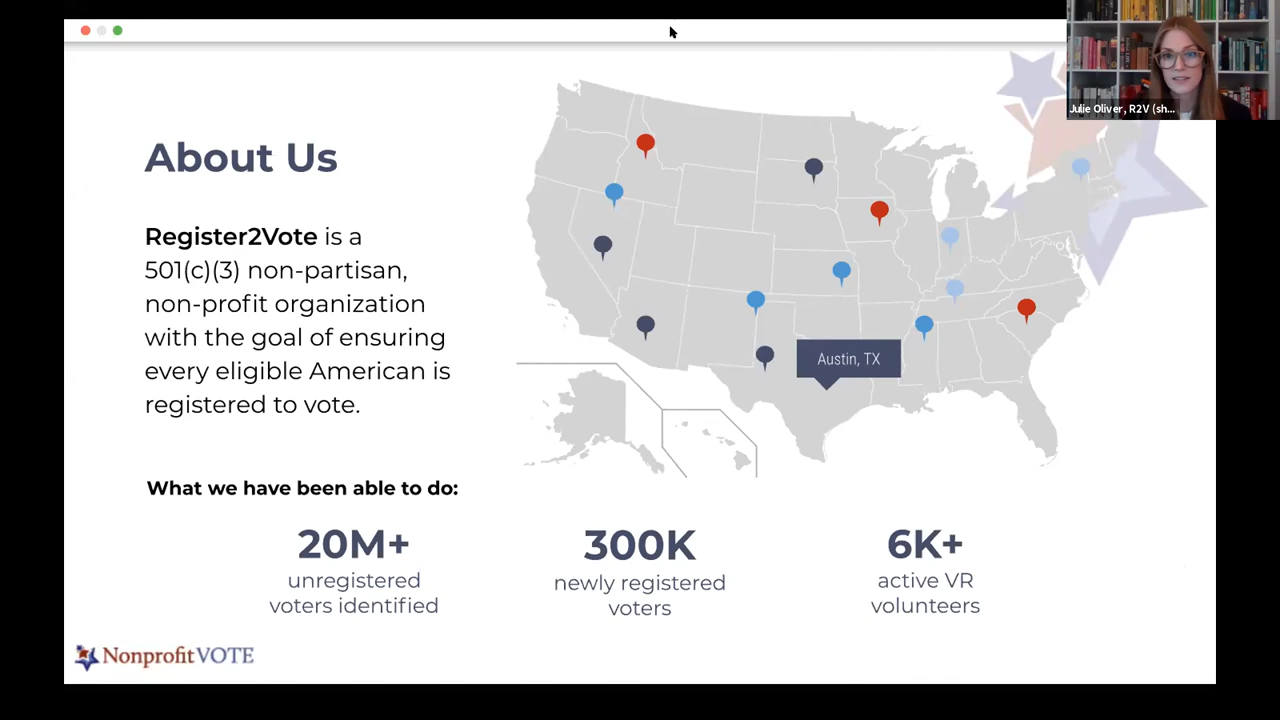 Julie Oliver, R2V (sh...
About Us
Register2Vote is a
501(c)(3) non-partisan,
non-profit organization
with the goal of ensuring
every eligible American is
registered to vote.
Austin, TX
What we have been able to do:
20M+
unregistered
voters identified
300K
newly registered
voters
6K+
active VR
volunteers
NonprofitVOTE